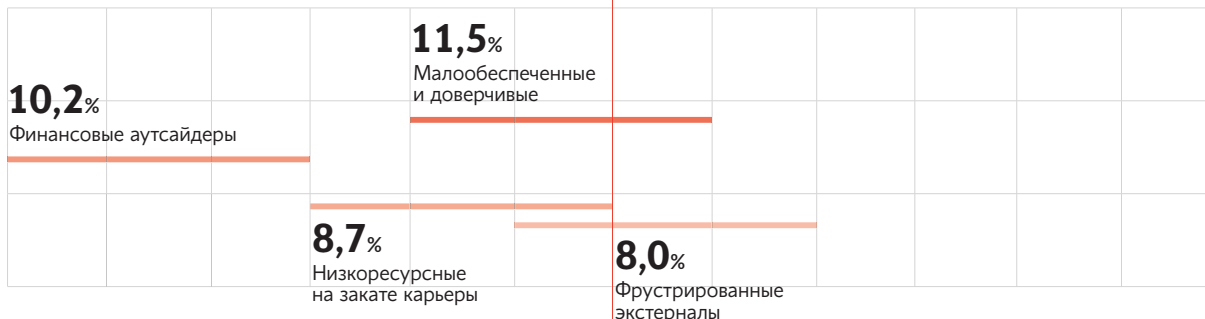 11,5%
Малообеспеченные
и доверчивые
10,2%
Финансовые аутсайдеры
8,7%
Низкоресурсные
на закате карьеры
8,0%
Фрустрированные
экстерналы